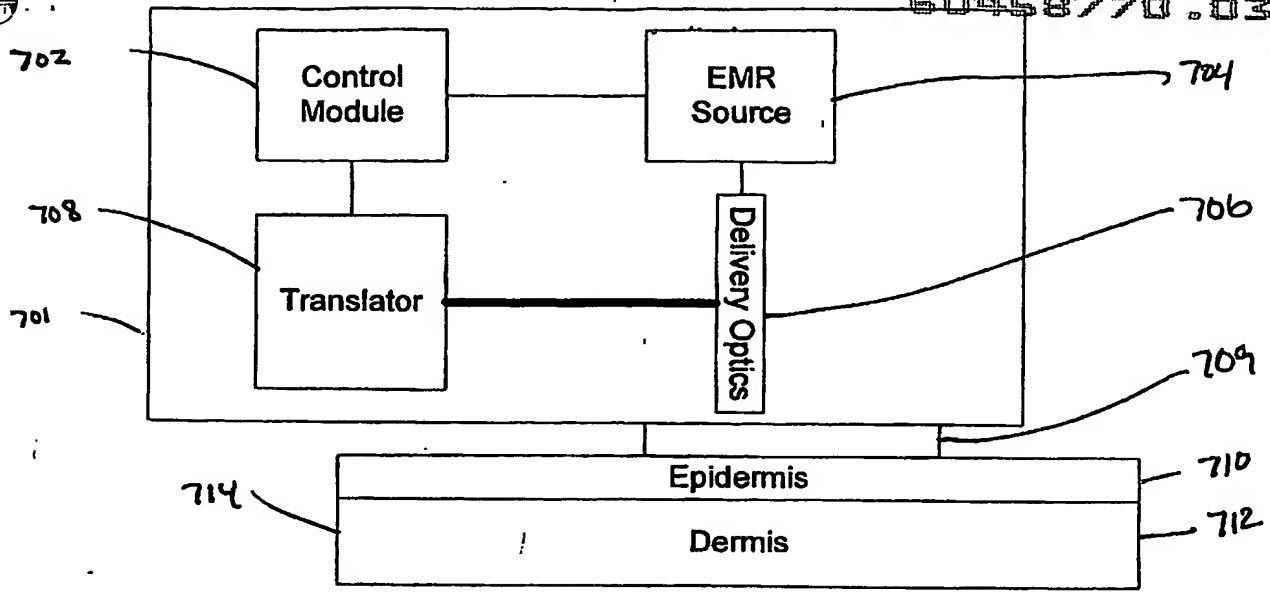 702
Control
Module
EMR
Source
704
708
Translator
Delivery Optics
706
701
709
Epidermis
710
714
Dermis
712